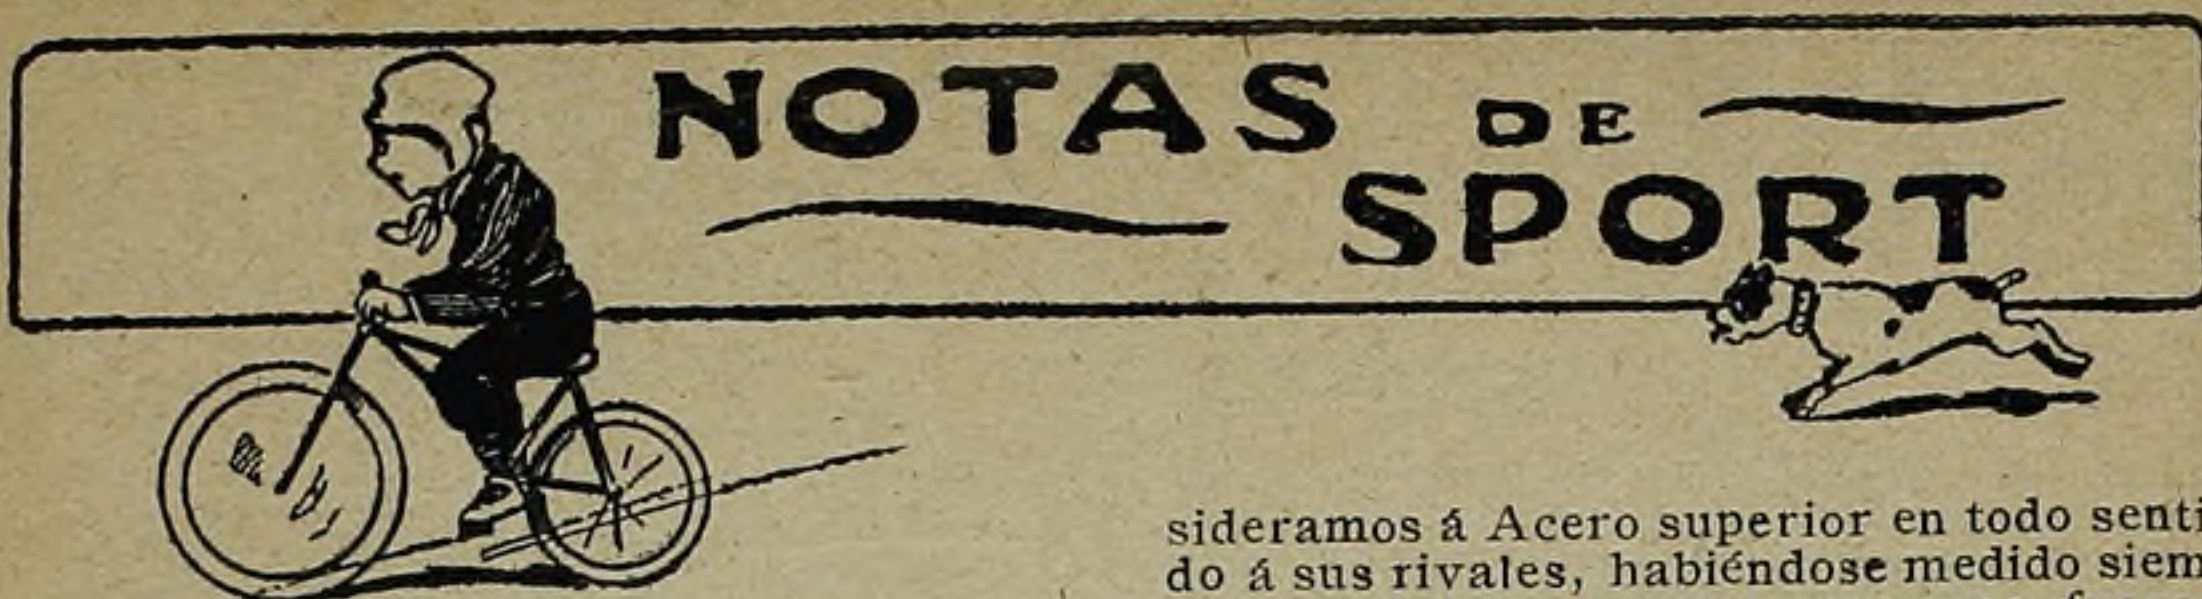 NOTAS DE
SPORT
sideramos á Acero superior en todo senti
do á sus rivales, habiéndose medido siem